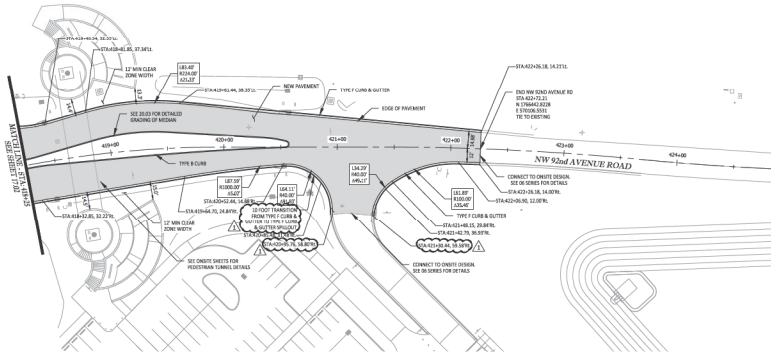 STA:418+81.85, 37.34'Lt.
12' MIN CLEAR
ZONE WIDTH
L83.40'
R224.00'
STA:419+61.44, 38.35'Lt.
NEW PAVEMENT
TYPE F CURB & GUTTER
EDGE OF PAVEMENT
STA:422+26.18, 14.21'Lt.
END NW 92ND AVENUE RD
STA:422+72.21
N 1766442.8228
E 570106.5531
TIE TO EXISTING
SEE 20.03 FOR DETAILED
GRADING OF MEDIAN
MATCH LINE - STA:418+25
SEE SHEET 17.02
419+00
420+00
421+00
422+00
423+00
424+00
NW 92nd AVENUE ROAD
TYPE B CURB
CONNECT TO ONSITE DESIGN.
SEE 06 SERIES FOR DETAILS
L87.59'
R1000.00'
L64.11'
R40.00'
L34.29'
R40.00'
L61.89'
R100.00'
STA:422+26.18, 14.00'Rt.
STA:422+06.90, 12.00'Rt.
STA:420+52.44, 14.88'Rt.
STA:419+64.70, 24.84'Rt.
STA:418+32.85, 32.22'Rt.
10 FOOT TRANSITION
FROM TYPE F CURB &
GUTTER TO TYPE F CURB
& GUTTER SPILLOUT
TYPE F CURB & GUTTER
STA:421+69.15, 29.84'Rt.
STA:421+42.79, 36.93'Rt.
12' MIN CLEAR
ZONE WIDTH
STA:420+95.76, 58.80'Rt.
STA:421+30.44, 59.58'Rt.
SEE ONSITE SHEETS FOR
PEDESTRIAN TUNNEL DETAILS
CONNECT TO ONSITE DESIGN.
SEE 06 SERIES FOR DETAILS